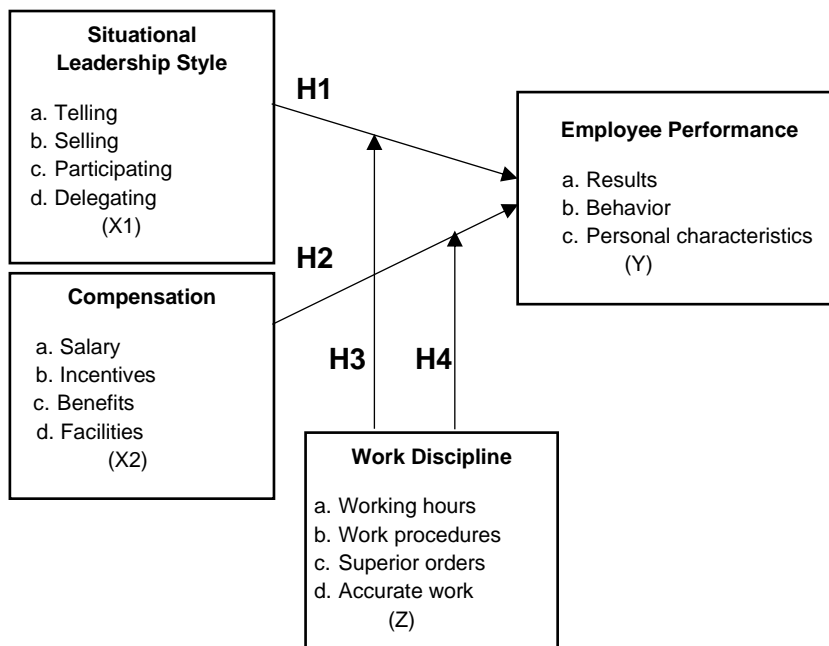 Situational
Leadership Style
a. Telling
b. Selling
c. Participating
d. Delegating
(X1)
H1
Employee Performance
a. Results
b. Behavior
c. Personal characteristics
(Y)
H2
Compensation
a. Salary
b. Incentives
c. Benefits
d. Facilities
(X2)
H3
H4
Work Discipline
a. Working hours
b. Work procedures
c. Superior orders
d. Accurate work
(Z)